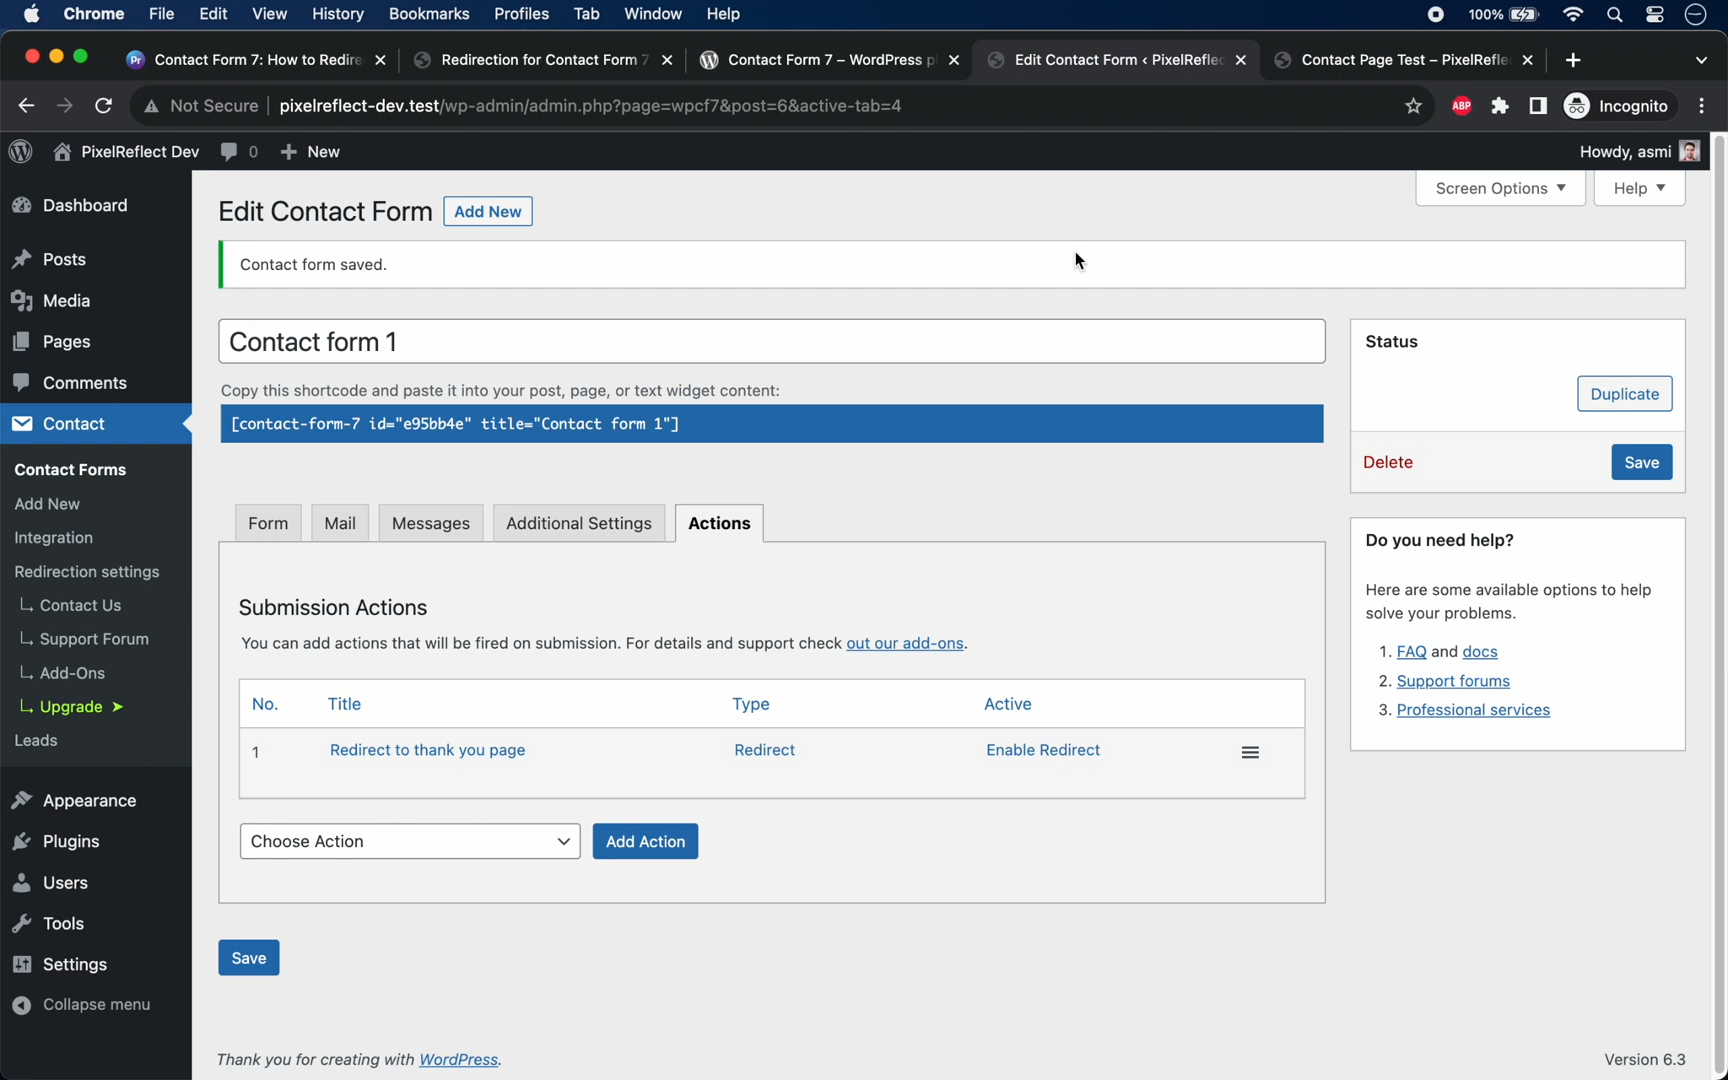 Chrome File Edit View History Bookmarks Profiles Tab Window Help 100%
Pr Contact Form 7: How to Redire Redirection for Contact Form 7 Contact Form 7 – WordPress pl Edit Contact Form ‹ PixelReflec Contact Page Test – PixelRefle
Not Secure pixelreflect-dev.test/wp-admin/admin.php?page=wpcf7&post=6&active-tab=4 ABP Incognito
PixelReflect Dev 0 New Howdy, asmi
Screen Options Help
Dashboard
Posts
Media
Pages
Comments
Contact
Contact Forms
Add New
Integration
Redirection settings
Contact Us
Support Forum
Add-Ons
Upgrade ➤
Leads
Appearance
Plugins
Users
Tools
Settings
Collapse menu
Edit Contact Form Add New
Contact form saved.
Contact form 1
Copy this shortcode and paste it into your post, page, or text widget content:
[contact-form-7 id="e95bb4e" title="Contact form 1"]
Form Mail Messages Additional Settings Actions
Submission Actions
You can add actions that will be fired on submission. For details and support check out our add-ons.
No. Title Type Active
1 Redirect to thank you page Redirect Enable Redirect
Choose Action Add Action
Save
Status
Duplicate
Delete Save
Do you need help?
Here are some available options to help
solve your problems.
1. FAQ and docs
2. Support forums
3. Professional services
Thank you for creating with WordPress. Version 6.3